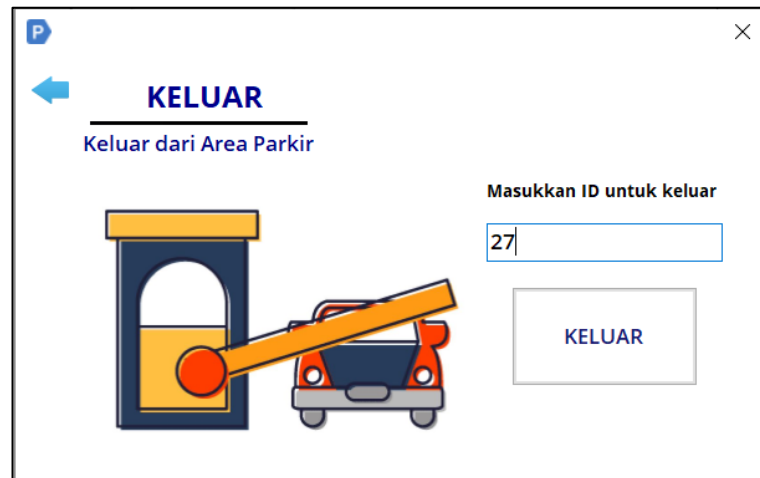 P
KELUAR
Keluar dari Area Parkir
Masukkan ID untuk keluar
27
KELUAR